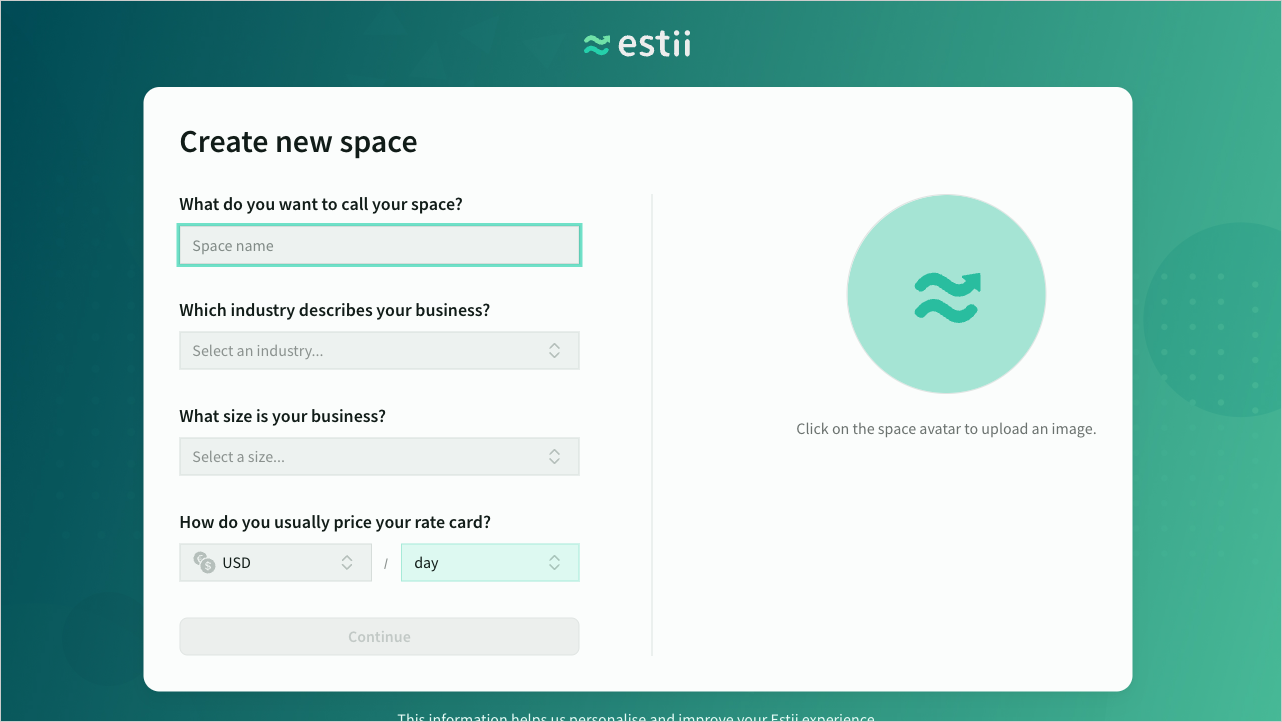 estii
Create new space
What do you want to call your space?
Space name
Which industry describes your business?
Select an industry...
What size is your business?
Select a size...
How do you usually price your rate card?
USD / day
Continue
Click on the space avatar to upload an image.
This information helps us personalise and improve your Estii experience.